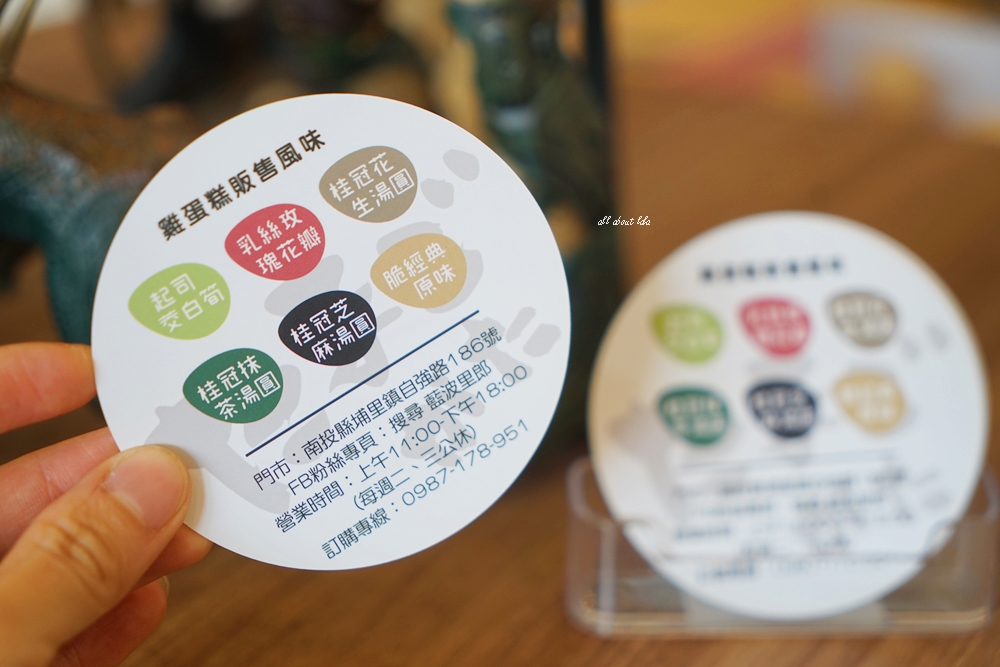 雞蛋糕販售風味
起司
茭白筍
乳絲玫
瑰花瓣
桂冠花
生湯圓
桂冠抹
茶湯圓
桂冠芝
麻湯圓
脆經典
原味
門市：南投縣埔里鎮自強路186號
FB粉絲專頁：搜尋 藍波里郎
營業時間：上午11:00-下午18:00
(每週二、三公休)
訂購專線：0987-178-951
all about lda